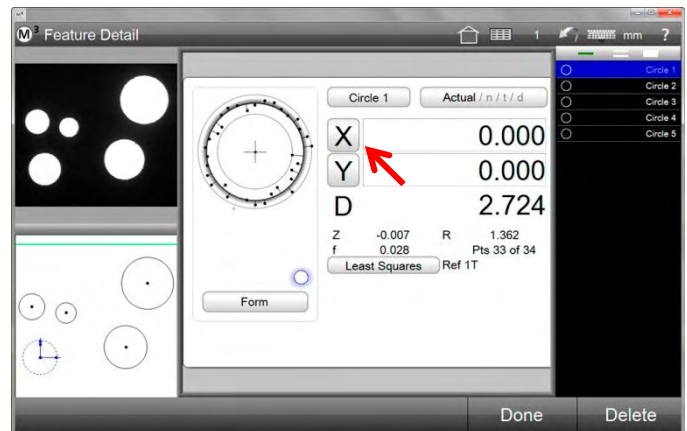 M³ Feature Detail
1
mm ?
Circle 1
Actual / n / t / d
X 0.000
Y 0.000
D 2.724
Z -0.007 R 1.362
f 0.028 Pts 33 of 34
Least Squares Ref 1T
Form
Circle 1
Circle 2
Circle 3
Circle 4
Circle 5
Done
Delete